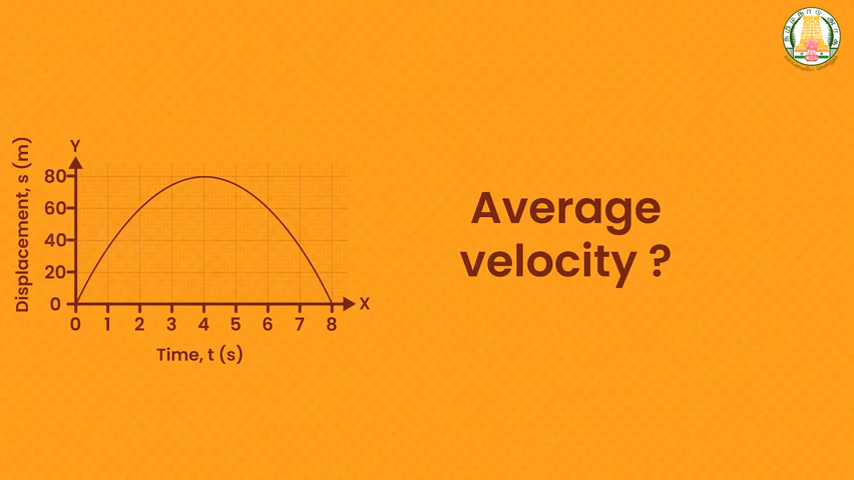 Y
Displacement, s (m)
80
60
40
20
0
0 1 2 3 4 5 6 7 8
X
Time, t (s)
Average
velocity ?